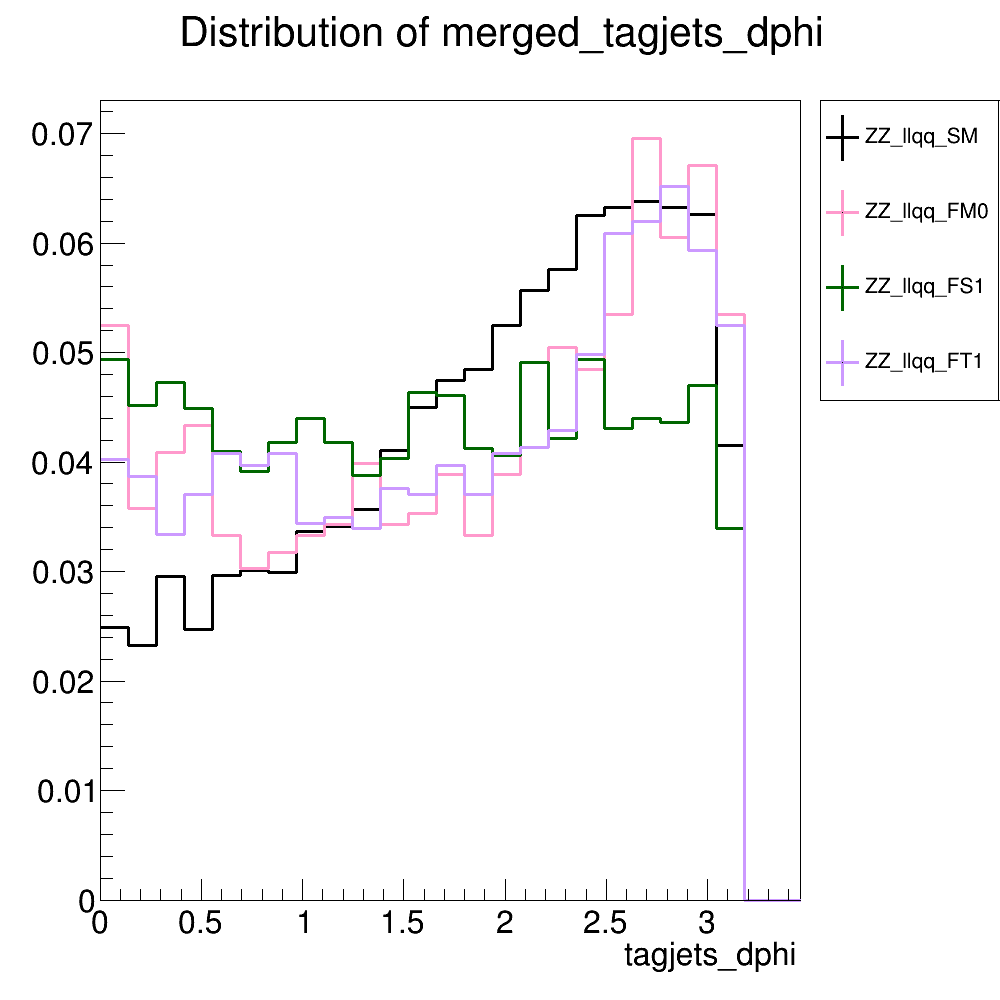 Distribution of merged_tagjets_dphi
0.07
0.06
0.05
0.04
0.03
0.02
0.01
0
0 0.5 1 1.5 2 2.5 3
tagjets_dphi
ZZ_llqq_SM
ZZ_llqq_FM0
ZZ_llqq_FS1
ZZ_llqq_FT1